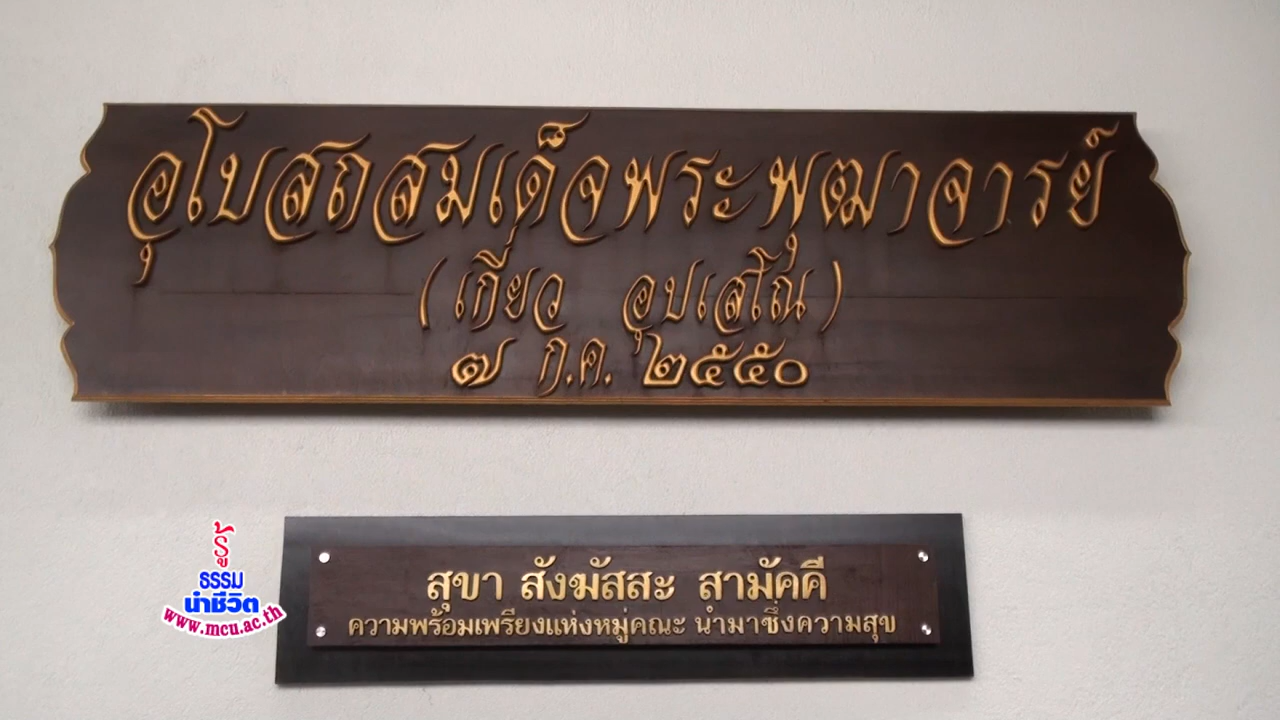 อุโบสถสมเด็จพระพุฒาจารย์
(เกี่ยว อุปเสโณ)
๗ ก.ค. ๒๕๕๐
สุขา สังฆัสสะ สามัคคี
ความพร้อมเพรียงแห่งหมู่คณะ นำมาซึ่งความสุข
รู้
ธรรม
นำชีวิต
www.mcu.ac.th